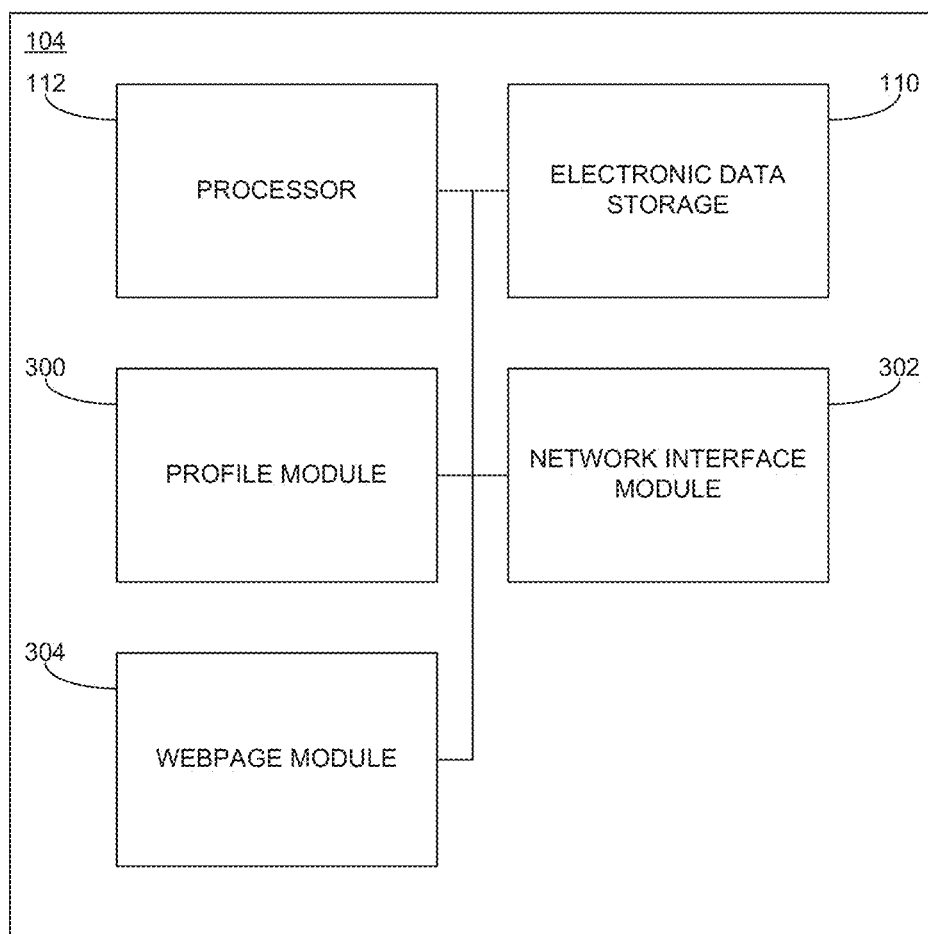 104
112
PROCESSOR
110
ELECTRONIC DATA
STORAGE
300
PROFILE MODULE
302
NETWORK INTERFACE
MODULE
304
WEBPAGE MODULE